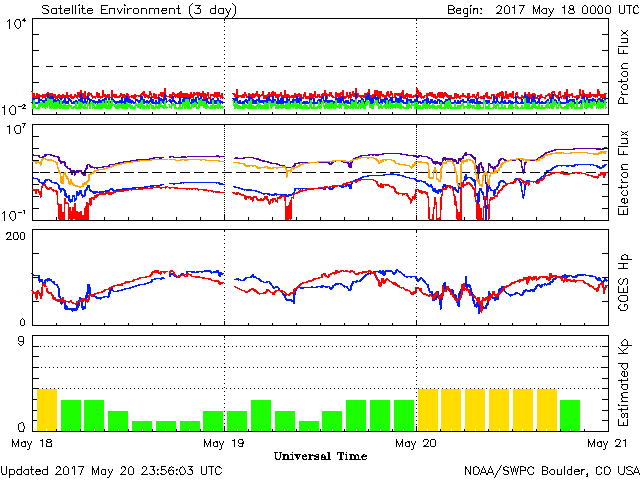 Satellite Environment (3 day)
Begin: 2017 May 18 0000 UTC
10⁴
10⁻²
Proton Flux
10⁷
10⁻¹
Electron Flux
200
0
GOES Hp
9
0
Estimated Kp
May 18
May 19
May 20
May 21
Universal Time
Updated 2017 May 20 23:56:03 UTC
NOAA/SWPC Boulder, CO USA